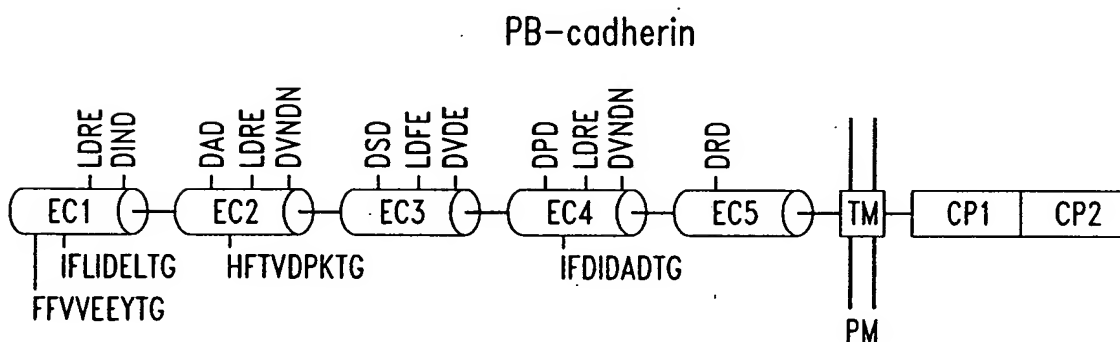 PB-cadherin
LDRE
DIND
DAD
LDRE
DVNDN
DSD
LDFE
DVDE
DPD
LDRE
DVNDN
DRD
EC1
EC2
EC3
EC4
EC5
TM
CP1
CP2
IFLIDELTG
HFTVDPKTG
IFDIDADTG
FFVVEEYTG
PM